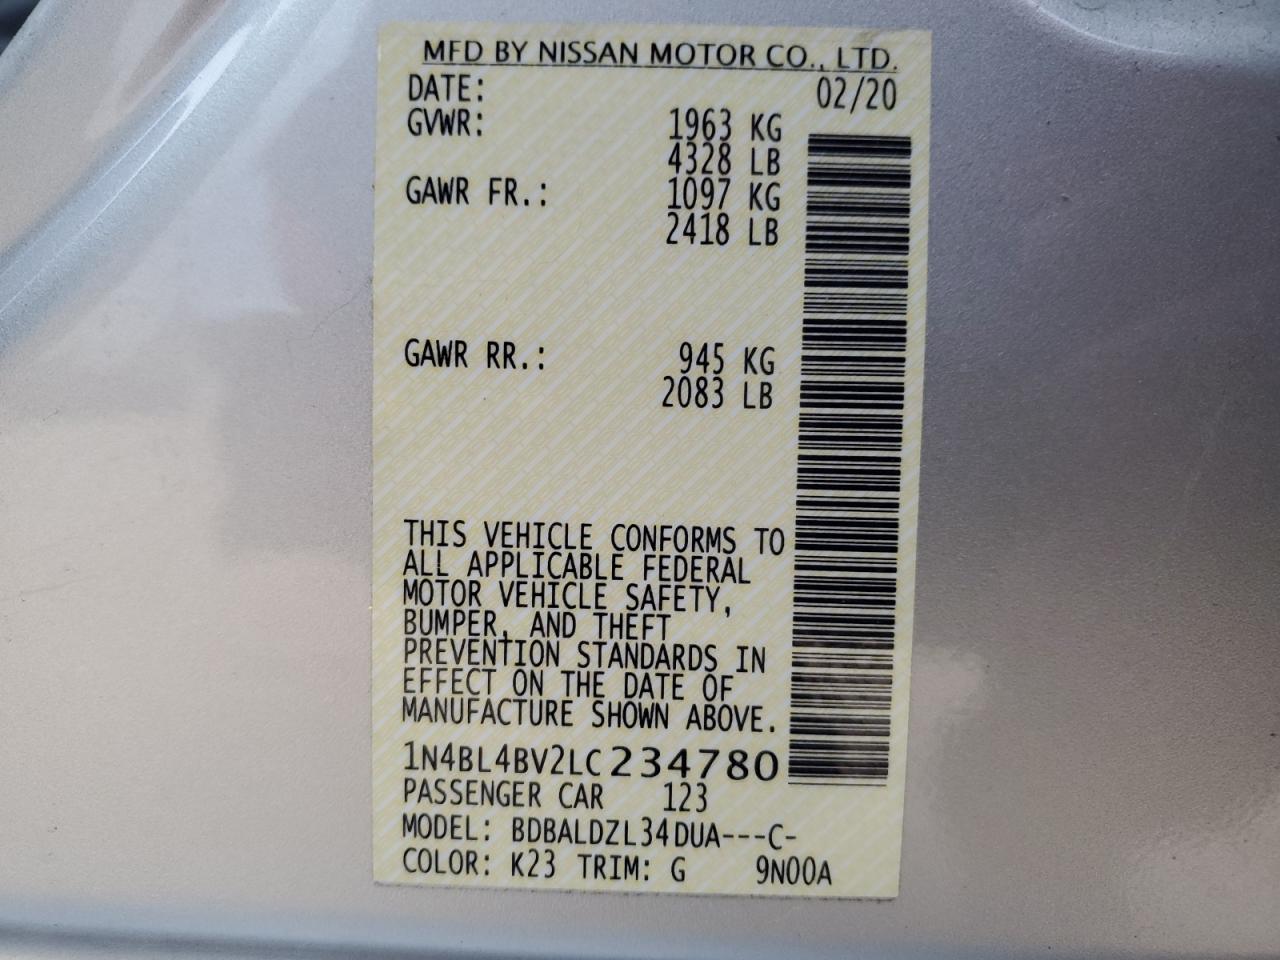 MFD BY NISSAN MOTOR CO., LTD.
DATE: 02/20
GVWR: 1963 KG
4328 LB
GAWR FR.: 1097 KG
2418 LB
GAWR RR.: 945 KG
2083 LB
THIS VEHICLE CONFORMS TO
ALL APPLICABLE FEDERAL
MOTOR VEHICLE SAFETY,
BUMPER, AND THEFT
PREVENTION STANDARDS IN
EFFECT ON THE DATE OF
MANUFACTURE SHOWN ABOVE.
1N4BL4BV2LC234780
PASSENGER CAR 123
MODEL: BDBALDZL34DUA---C-
COLOR: K23 TRIM: G 9N00A